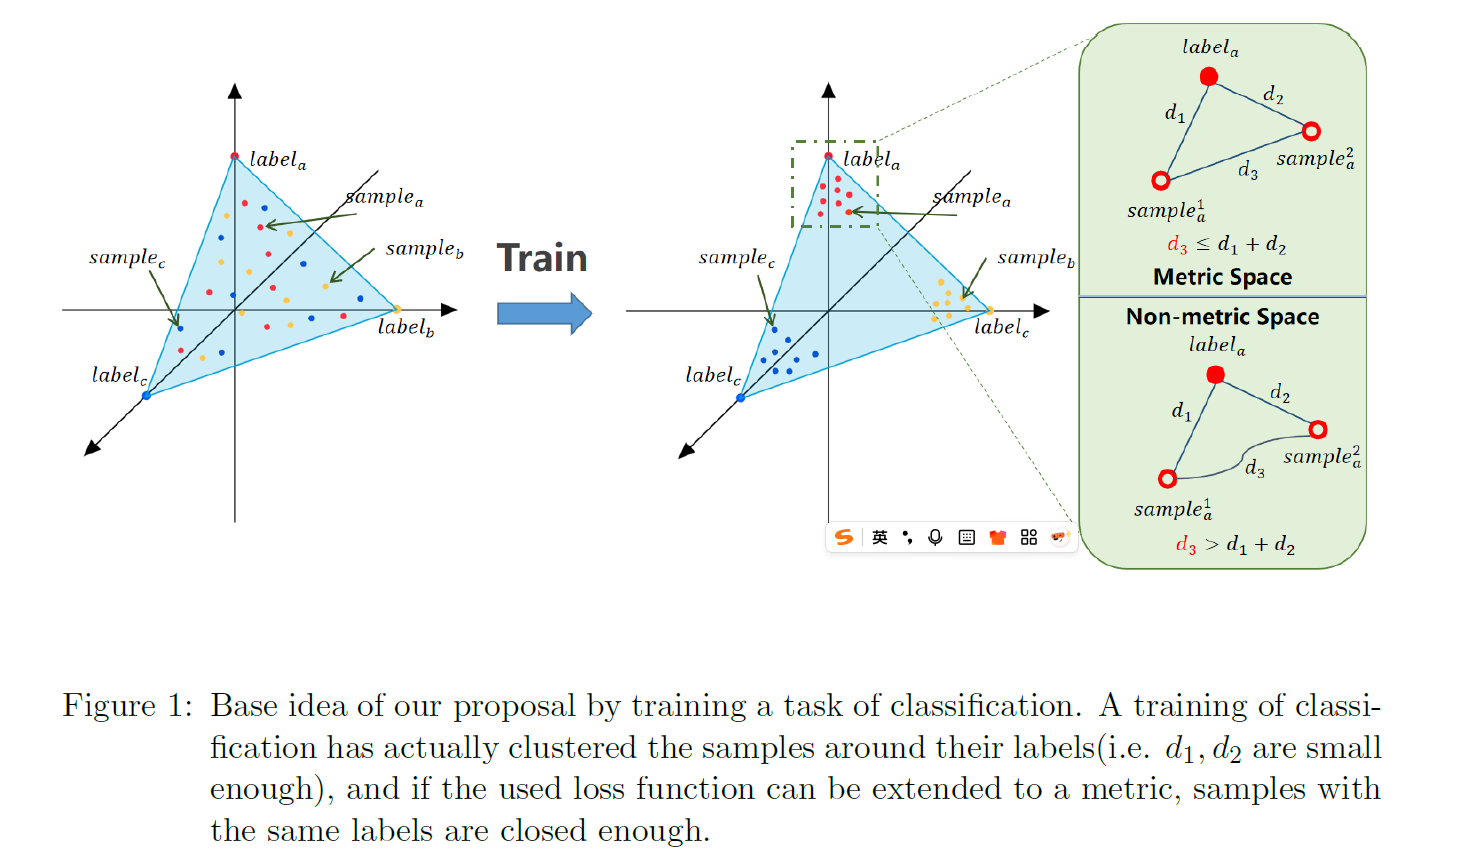 label_a
sample_a
sample_b
sample_c
label_b
label_c
Train
label_a
sample_a
sample_b
sample_c
label_c
label_c
label_a
d_1
d_2
sample_a^2
d_3
sample_a^1
d_3 ≤ d_1 + d_2
Metric Space
Non-metric Space
label_a
d_2
d_1
sample_a^2
d_3
sample_a^1
d_3 > d_1 + d_2
英
Figure 1: Base idea of our proposal by training a task of classification. A training of classi-
fication has actually clustered the samples around their labels(i.e. d_1, d_2 are small
enough), and if the used loss function can be extended to a metric, samples with
the same labels are closed enough.